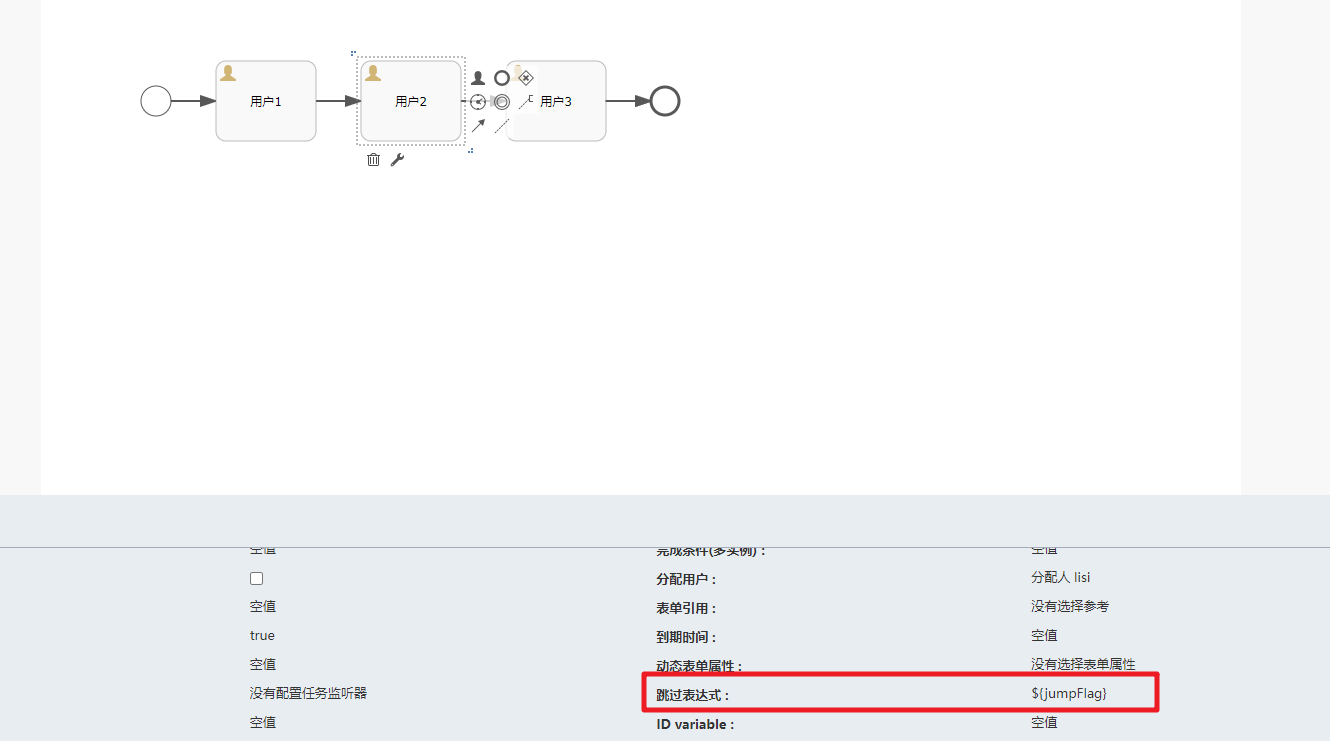 用户1 用户2 用户3
空值 完成条件(多实例) : 空值
分配用户 : 分配人 lisi
空值 表单引用 : 没有选择参考
true 到期时间 : 空值
空值 动态表单属性 : 没有选择表单属性
没有配置任务监听器 跳过表达式 : ${jumpFlag}
空值 ID variable : 空值